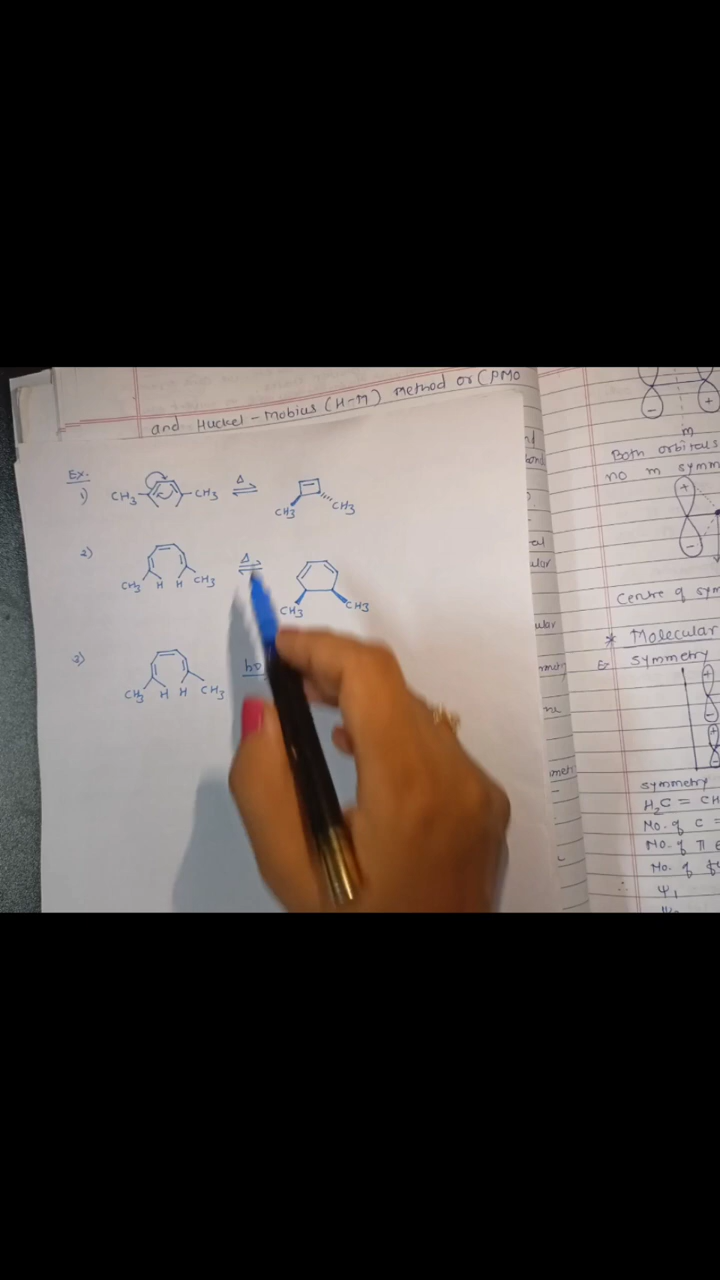 and Huckel-Mobius (H-M) method or (PMO
Ex.
1) CH3 CH3 Δ CH3 CH3
2) CH3 H H CH3 Δ CH3 CH3
3) CH3 H H CH3 hν
m
Both orbitals
no m symm
+
-
Centre of sym
* Molecular
symmetry
symmetry
H2C = CH
No. of C =
No. of π e
No. of
∴ Ψ1